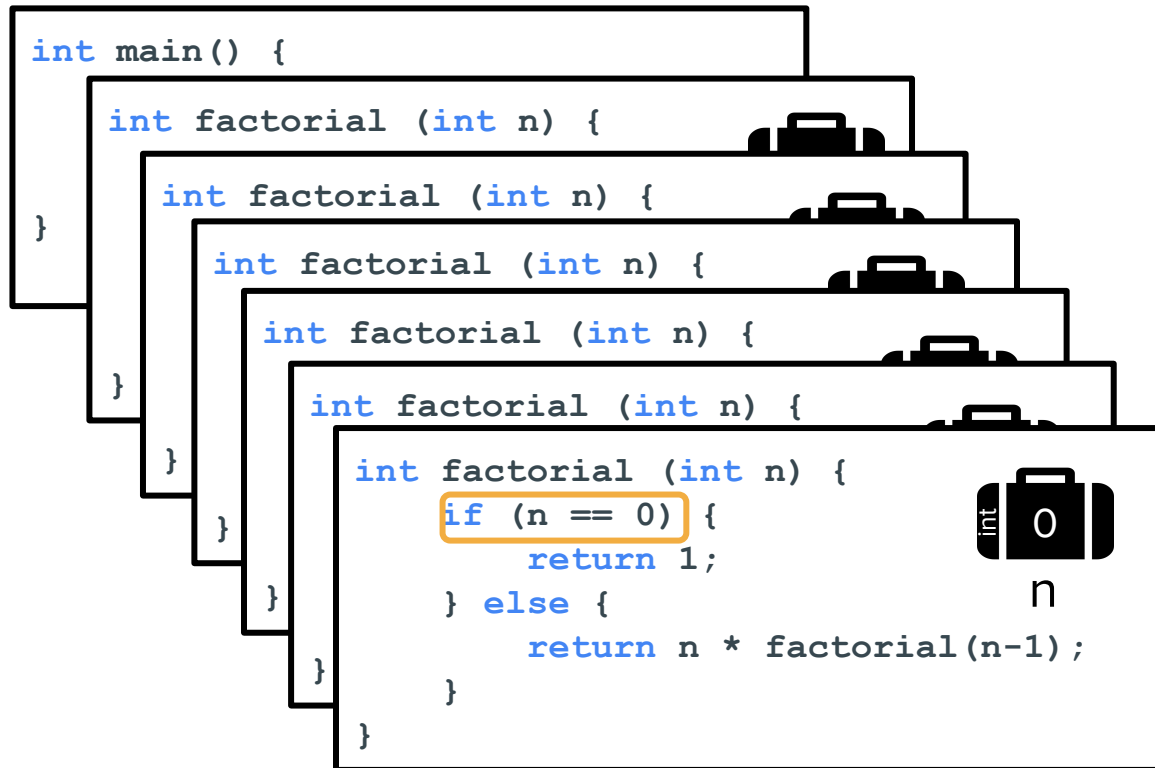 int main() {
}
int factorial (int n) {
}
int factorial (int n) {
}
int factorial (int n) {
}
int factorial (int n) {
}
int factorial (int n) {
}
int factorial (int n) {
if (n == 0) {
return 1;
} else {
return n * factorial(n-1);
}
}
int
0
n